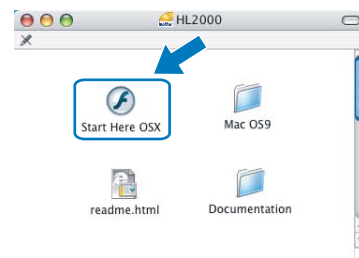 HL2000
Start Here OSX
Mac OS9
readme.html
Documentation